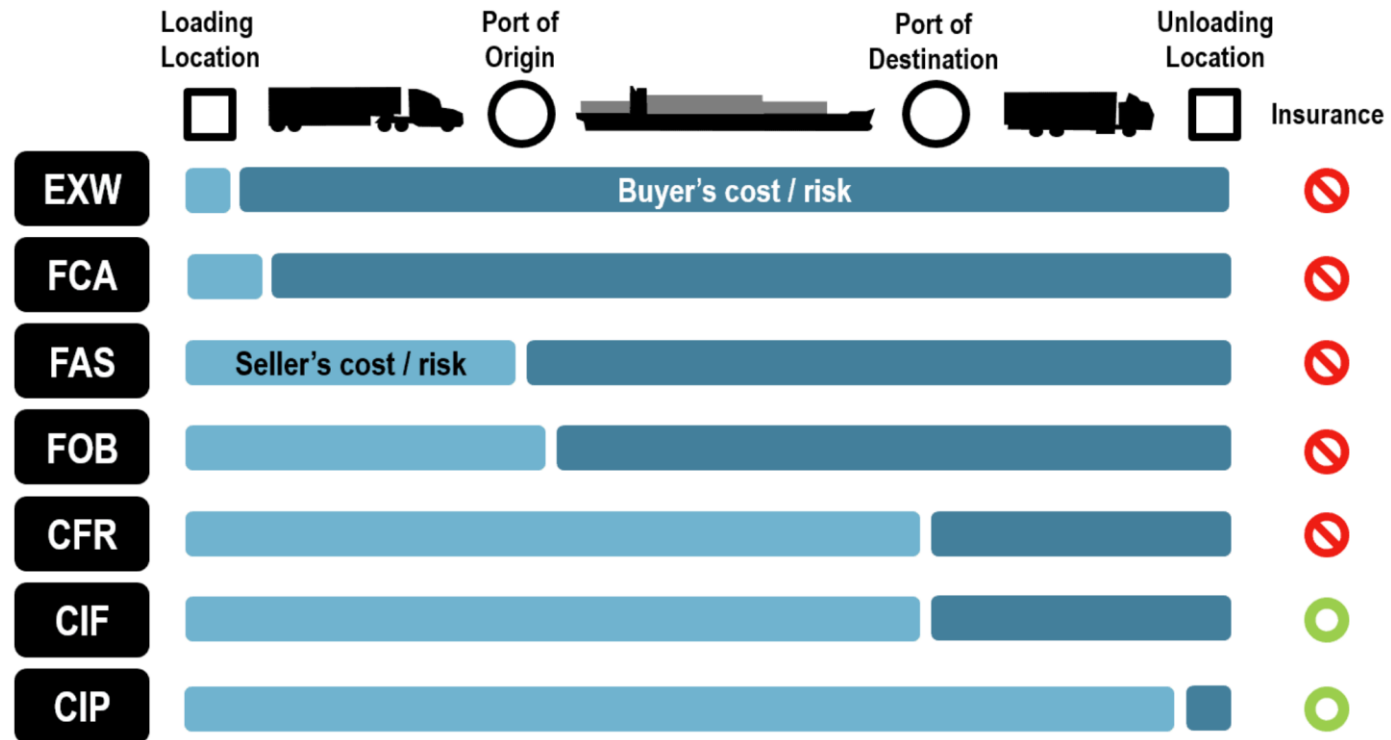 Loading
Location
Port of
Origin
Port of
Destination
Unloading
Location
Insurance
EXW
Buyer's cost / risk
FCA
FAS
Seller's cost / risk
FOB
CFR
CIF
CIP